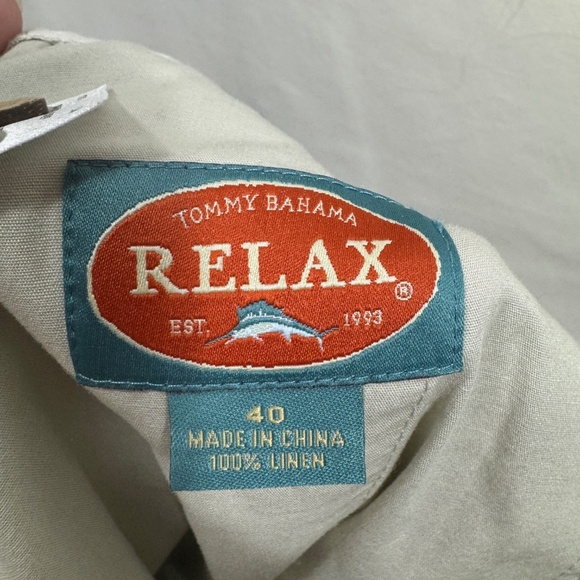 TOMMY BAHAMA
RELAX ®
EST. 1993
40
MADE IN CHINA
100% LINEN